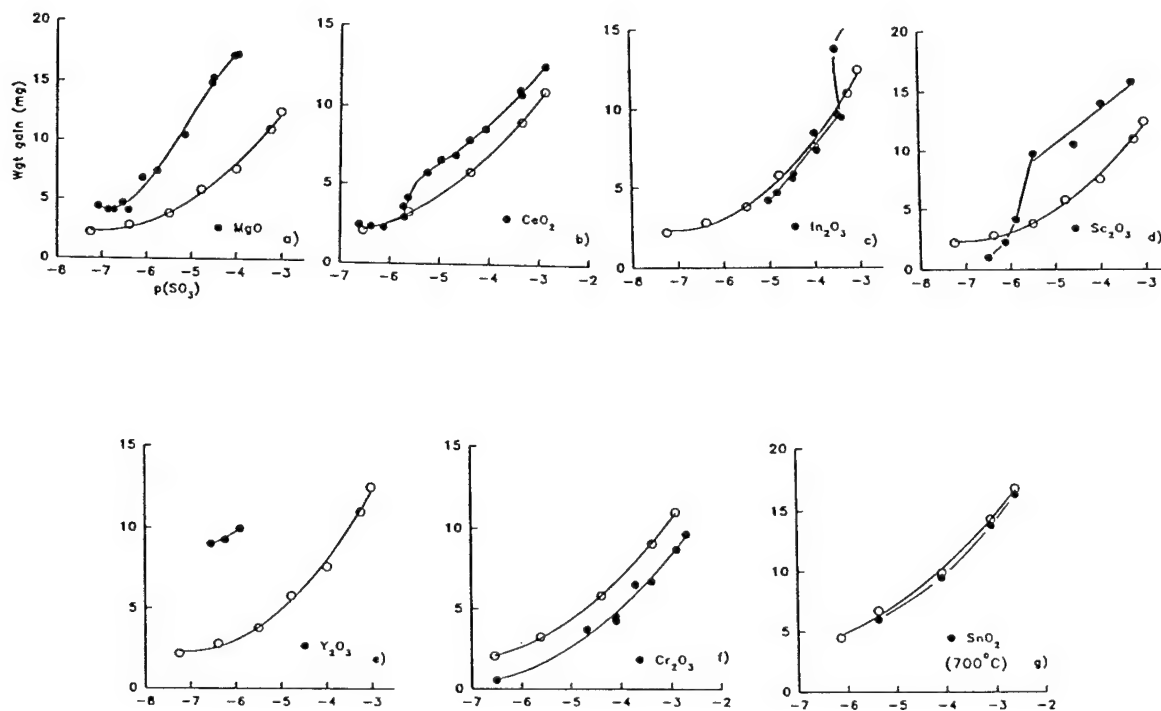 20
15
10
5
0
Wgt gain (mg)
MgO
a)
-8 -7 -6 -5 -4 -3
p(SO₃)
15
10
5
0
CeO₂
b)
-7 -6 -5 -4 -3 -2
15
10
5
0
In₂O₃
c)
-8 -7 -6 -5 -4 -3
20
15
10
5
0
Sc₂O₃
d)
-8 -7 -6 -5 -4 -3
15
10
5
0
Y₂O₃
e)
-8 -7 -6 -5 -4 -3
15
10
5
0
Cr₂O₃
f)
-7 -6 -5 -4 -3 -2
20
15
10
5
0
SnO₂
(700°C)
g)
-7 -6 -5 -4 -3 -2